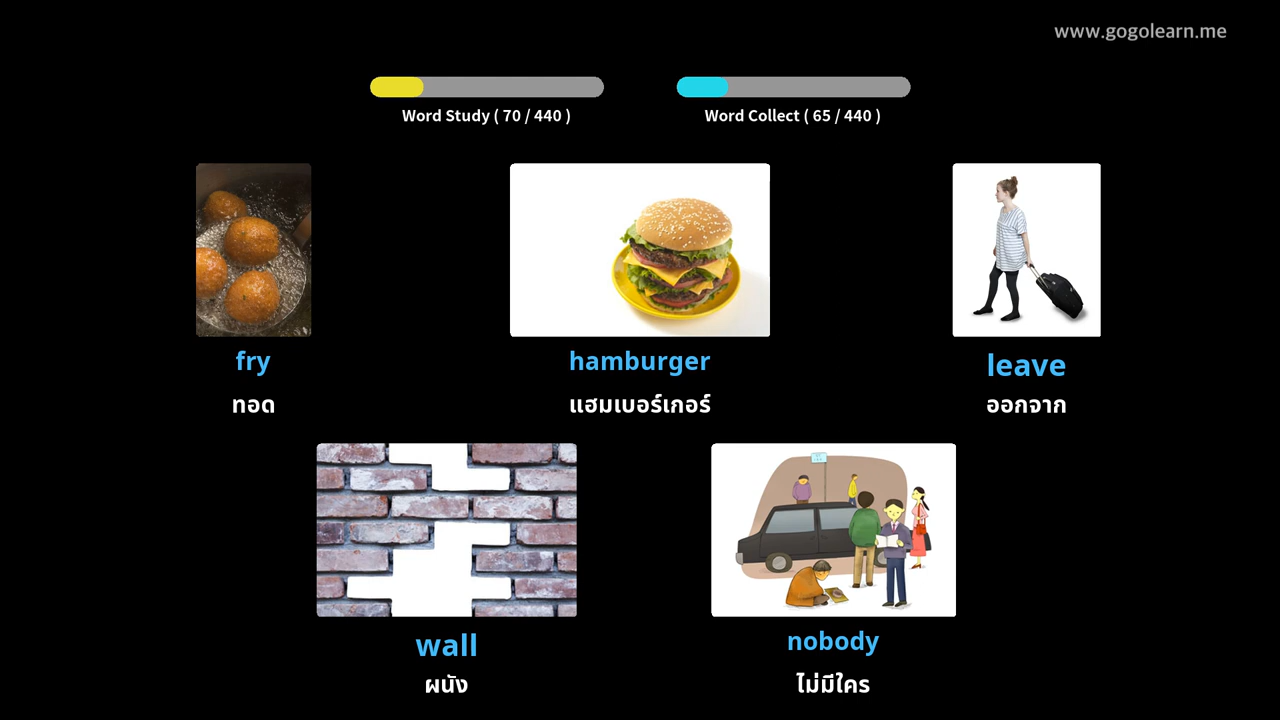 www.gogolearn.me
Word Study ( 70 / 440 )
Word Collect ( 65 / 440 )
fry
hamburger
leave
ทอด
แฮมเบอร์เกอร์
ออกจาก
wall
nobody
ผนัง
ไม่มีใคร